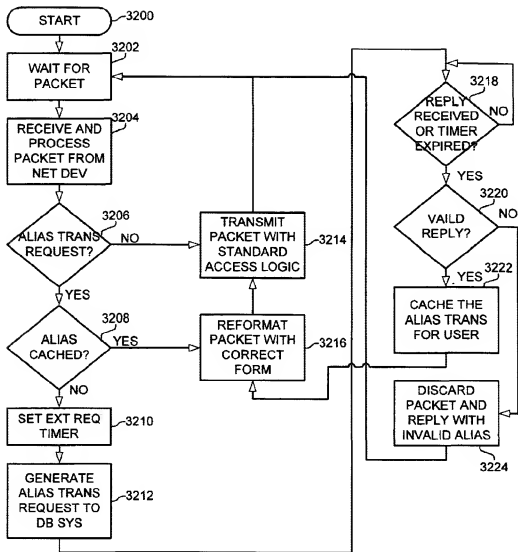 START
3200
3202
WAIT FOR
PACKET
3204
RECEIVE AND
PROCESS
PACKET FROM
NET DEV
3206
ALIAS TRANS
REQUEST?
NO
YES
3208
ALIAS
CACHED?
YES
NO
SET EXT REQ
TIMER
3210
GENERATE
ALIAS TRANS
REQUEST TO
DB SYS
3212
TRANSMIT
PACKET WITH
STANDARD
ACCESS LOGIC
3214
REFORMAT
PACKET WITH
CORRECT
FORM
3216
3218
REPLY
RECEIVED
OR TIMER
EXPIRED?
NO
YES
3220
VAILD
REPLY?
NO
YES
3222
CACHE THE
ALIAS TRANS
FOR USER
DISCARD
PACKET AND
REPLY WITH
INVALID ALIAS
3224